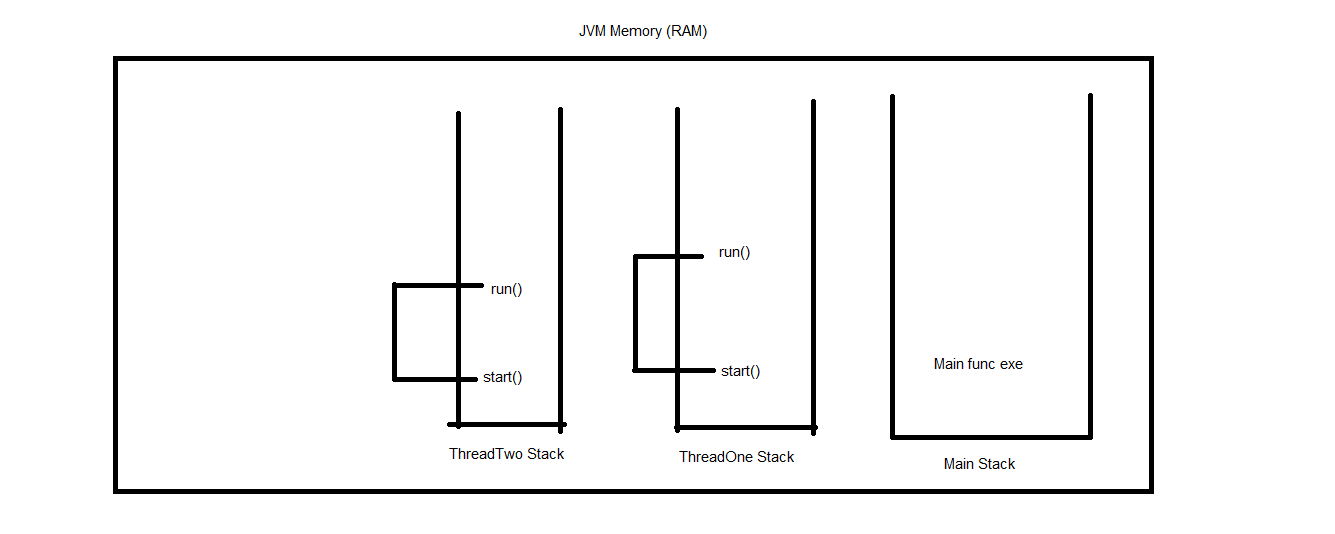 JVM Memory (RAM)
run()
start()
ThreadTwo Stack
run()
start()
ThreadOne Stack
Main func exe
Main Stack